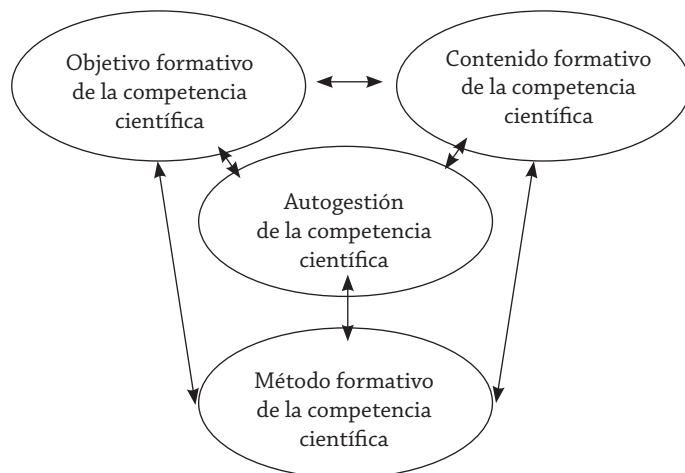 Objetivo formativo
de la competencia
científica
Contenido formativo
de la competencia
científica
Autogestión
de la competencia
científica
Método formativo
de la competencia
científica